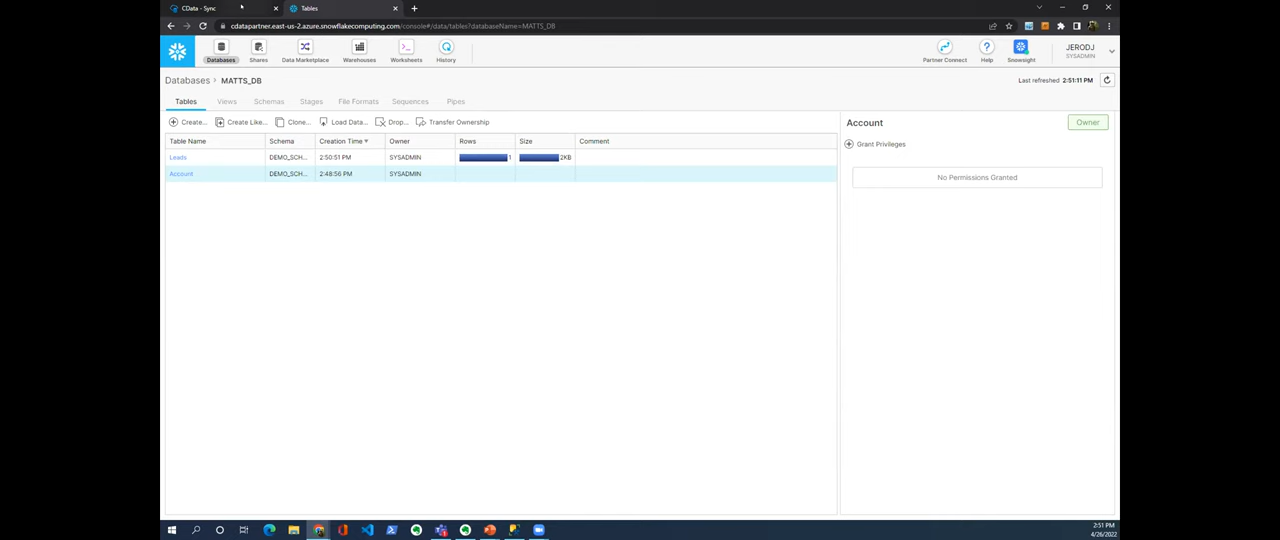 CData - Sync
Tables
cdatapartner.east-us-2.azure.snowflakecomputing.com/console#/data/tables?databaseName=MATTS_DB
Databases Shares Data Marketplace Warehouses Worksheets History Partner Connect Help Snowsight
JERODJ
SYSADMIN
Databases > MATTS_DB
Last refreshed 2:51:11 PM
Tables Views Schemas Stages File Formats Sequences Pipes
Create... Create Like... Clone... Load Data... Drop... Transfer Ownership
Table Name Schema Creation Time Owner Rows Size Comment
Leads DEMO_SCH... 2:50:51 PM SYSADMIN 1 2KB
Account DEMO_SCH... 2:48:56 PM SYSADMIN
Account
Owner
Grant Privileges
No Permissions Granted
2:51 PM
4/26/2022